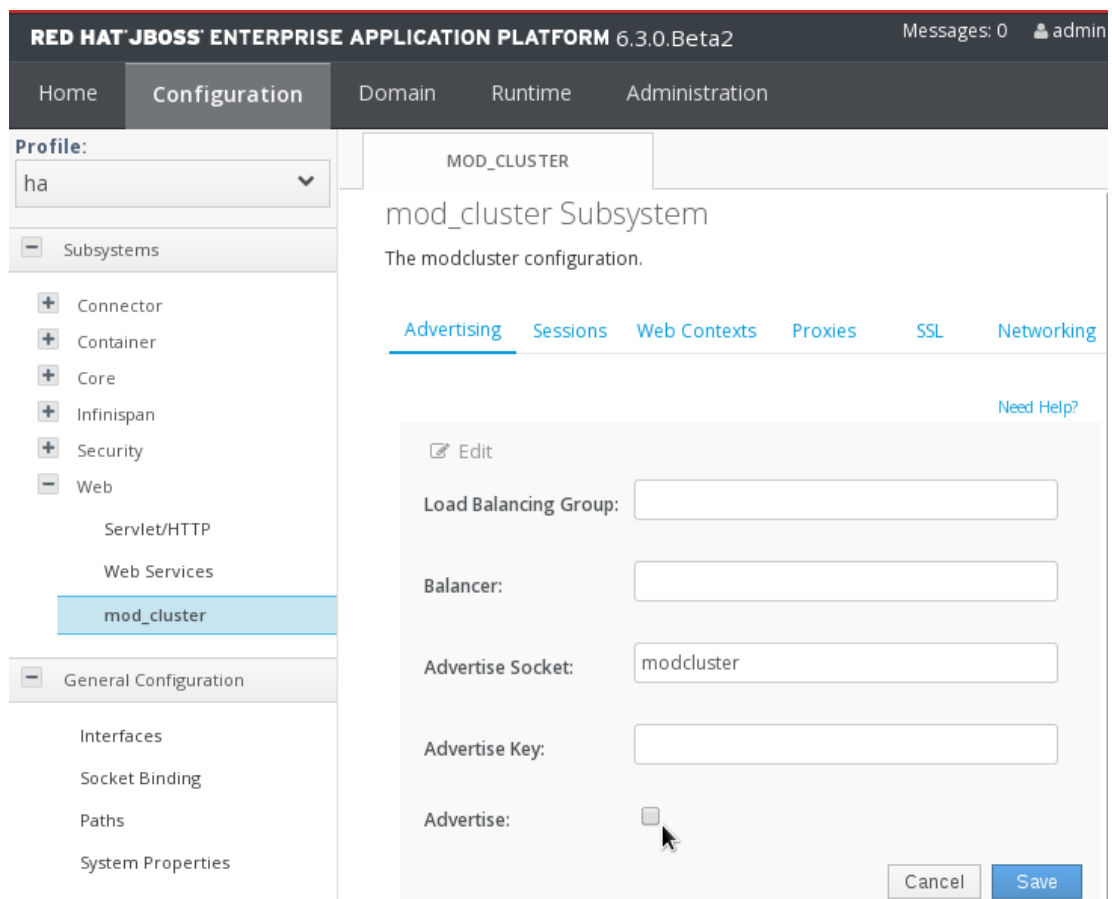 RED HAT JBOSS ENTERPRISE APPLICATION PLATFORM 6.3.0.Beta2 Messages: 0 admin
Home Configuration Domain Runtime Administration
Profile:
ha
Subsystems
Connector
Container
Core
Infinispan
Security
Web
Servlet/HTTP
Web Services
mod_cluster
General Configuration
Interfaces
Socket Binding
Paths
System Properties
MOD_CLUSTER
mod_cluster Subsystem
The modcluster configuration.
Advertising Sessions Web Contexts Proxies SSL Networking
Need Help?
Edit
Load Balancing Group:
Balancer:
Advertise Socket: modcluster
Advertise Key:
Advertise:
Cancel Save